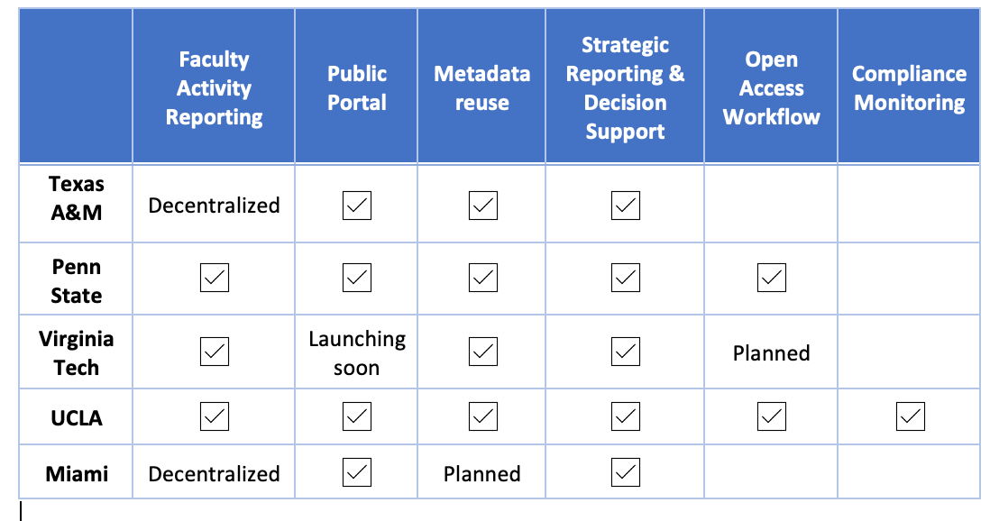 Faculty
Activity
Reporting
Public
Portal
Metadata
reuse
Strategic
Reporting &
Decision
Support
Open
Access
Workflow
Compliance
Monitoring
Texas
A&M
Decentralized
Penn
State
Virginia
Tech
Launching
soon
Planned
UCLA
Miami
Decentralized
Planned